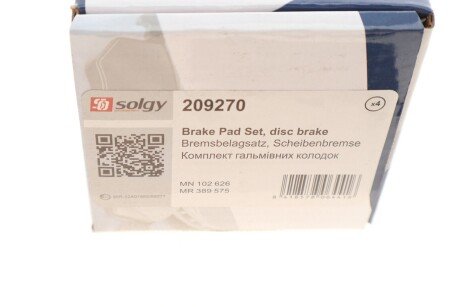 solgy 209270 x4
Brake Pad Set, disc brake
Bremsbelagsatz, Scheibenbremse
Комплект гальмівних колодок
MN 102 626
MR 389 575